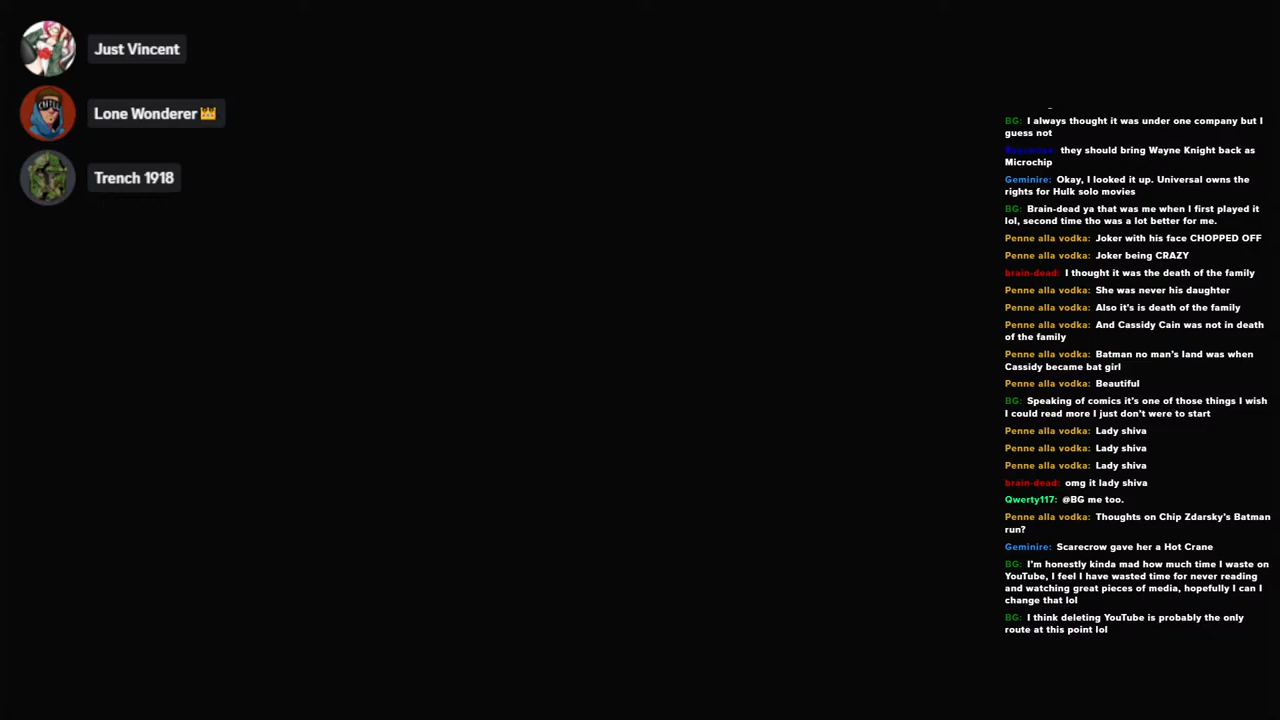 Just Vincent
Lone Wonderer
Trench 1918
BG: I always thought it was under one company but I
guess not
they should bring Wayne Knight back as
Microchip
Geminire: Okay, I looked it up. Universal owns the
rights for Hulk solo movies
BG: Brain-dead ya that was me when I first played it
lol, second time tho was a lot better for me.
Penne alla vodka: Joker with his face CHOPPED OFF
Penne alla vodka: Joker being CRAZY
brain-dead: I thought it was the death of the family
Penne alla vodka: She was never his daughter
Penne alla vodka: Also it's is death of the family
Penne alla vodka: And Cassidy Cain was not in death
of the family
Penne alla vodka: Batman no man's land was when
Cassidy became bat girl
Penne alla vodka: Beautiful
BG: Speaking of comics it's one of those things I wish
I could read more I just don't were to start
Penne alla vodka: Lady shiva
Penne alla vodka: Lady shiva
Penne alla vodka: Lady shiva
brain-dead: omg it lady shiva
Qwerty117: @BG me too.
Penne alla vodka: Thoughts on Chip Zdarsky's Batman
run?
Geminire: Scarecrow gave her a Hot Crane
BG: I'm honestly kinda mad how much time I waste on
YouTube, I feel I have wasted time for never reading
and watching great pieces of media, hopefully I can I
change that lol
BG: I think deleting YouTube is probably the only
route at this point lol